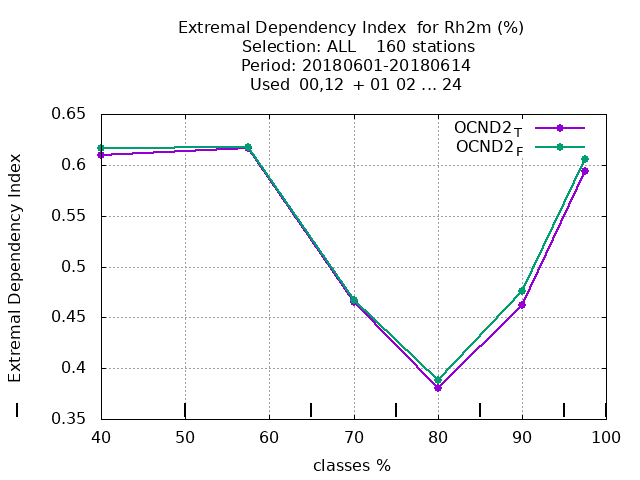 Extremal Dependency Index for Rh2m (%)
Selection: ALL 160 stations
Period: 20180601-20180614
Used 00,12 + 01 02 ... 24
OCND2T
OCND2F
Extremal Dependency Index
0.65
0.6
0.55
0.5
0.45
0.4
0.35
40 50 60 70 80 90 100
classes %